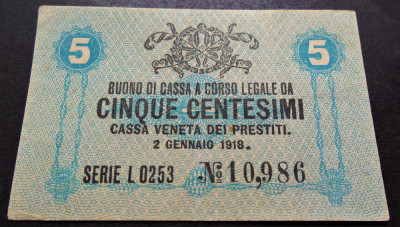 5 5
BUONO DI CASSA A CORSO LEGALE DA
CINQUE CENTESIMI
CASSA VENETA DEI PRESTITI.
2 GENNAIO 1918.
SERIE L 0253 No 10,986